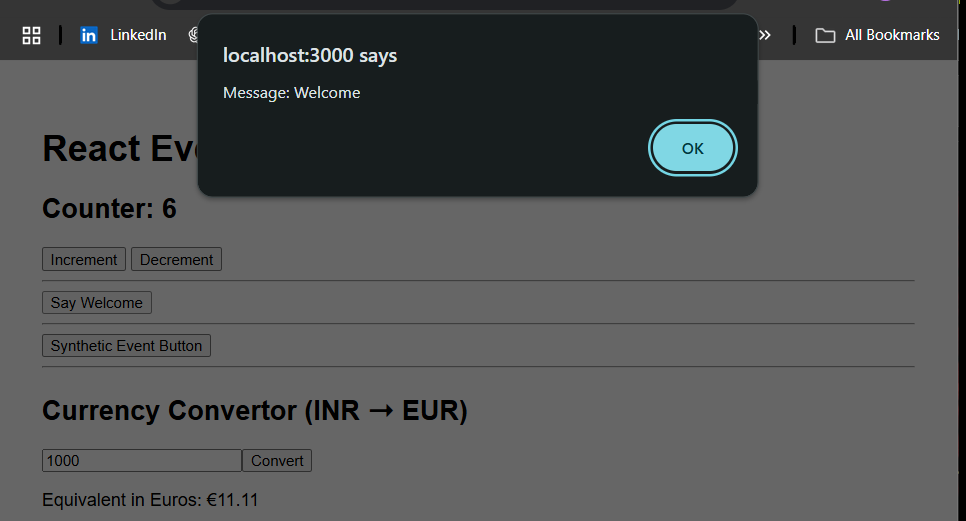 LinkedIn
All Bookmarks
localhost:3000 says
Message: Welcome
OK
React
Counter: 6
Increment Decrement
Say Welcome
Synthetic Event Button
Currency Convertor (INR → EUR)
1000 Convert
Equivalent in Euros: €11.11